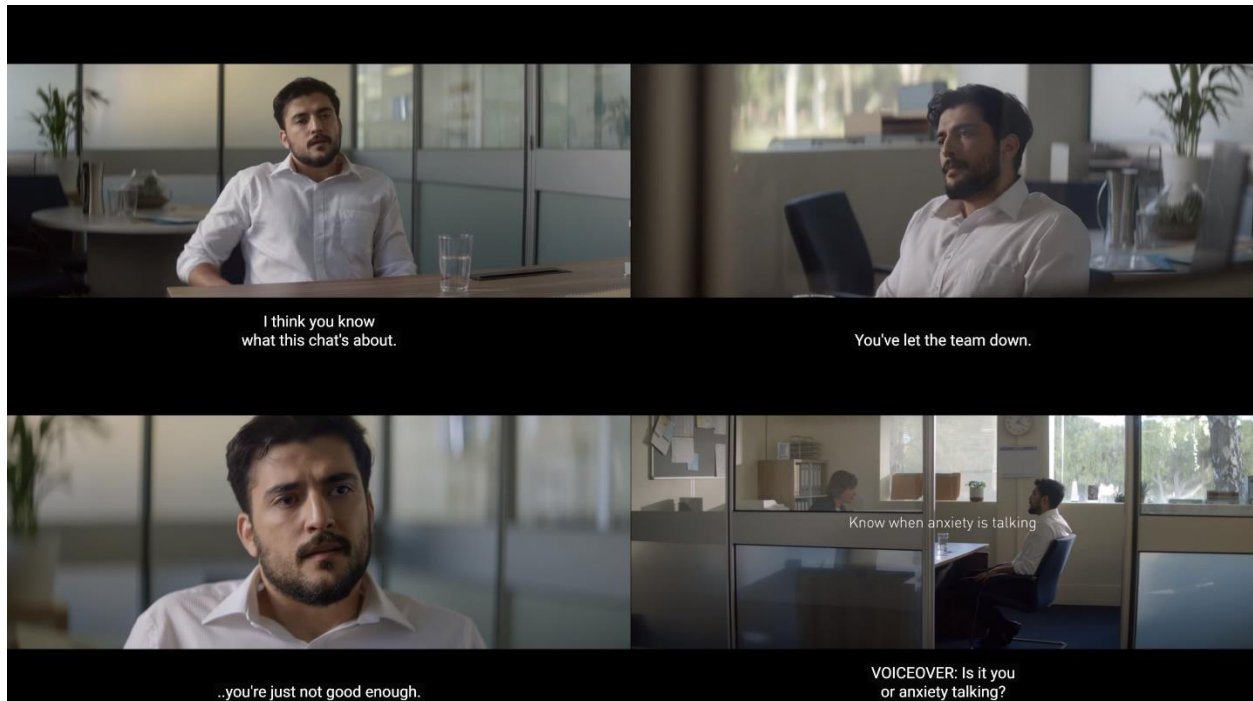 I think you know
what this chat's about.
You've let the team down.
..you're just not good enough.
Know when anxiety is talking
VOICEOVER: Is it you
or anxiety talking?